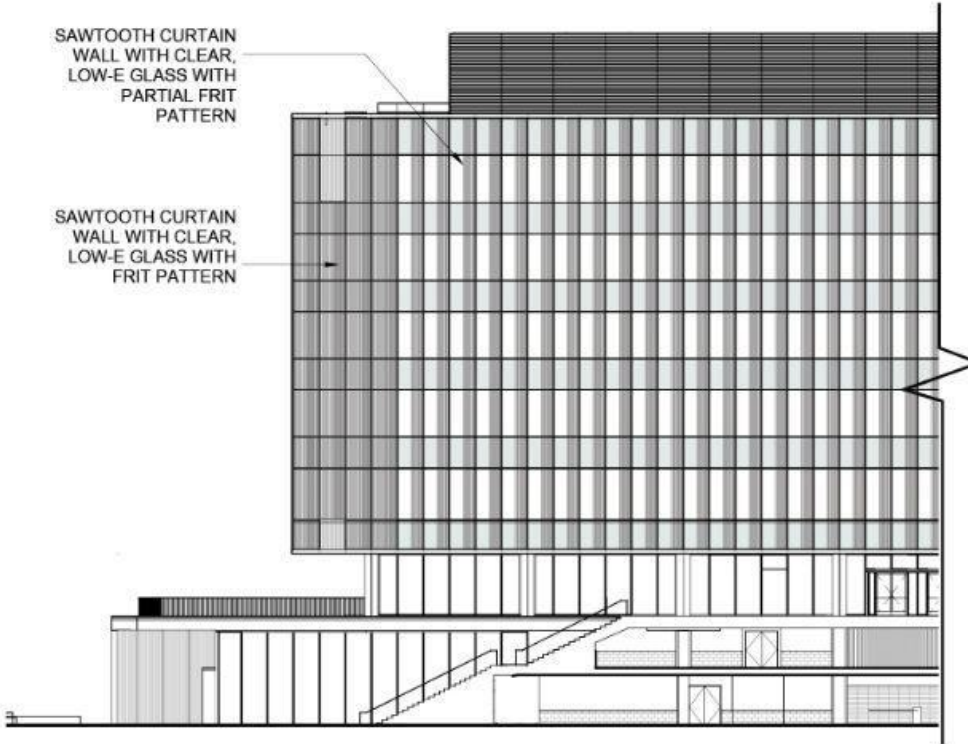 SAWTOOTH CURTAIN
WALL WITH CLEAR,
LOW-E GLASS WITH
PARTIAL FRIT
PATTERN
SAWTOOTH CURTAIN
WALL WITH CLEAR,
LOW-E GLASS WITH
FRIT PATTERN